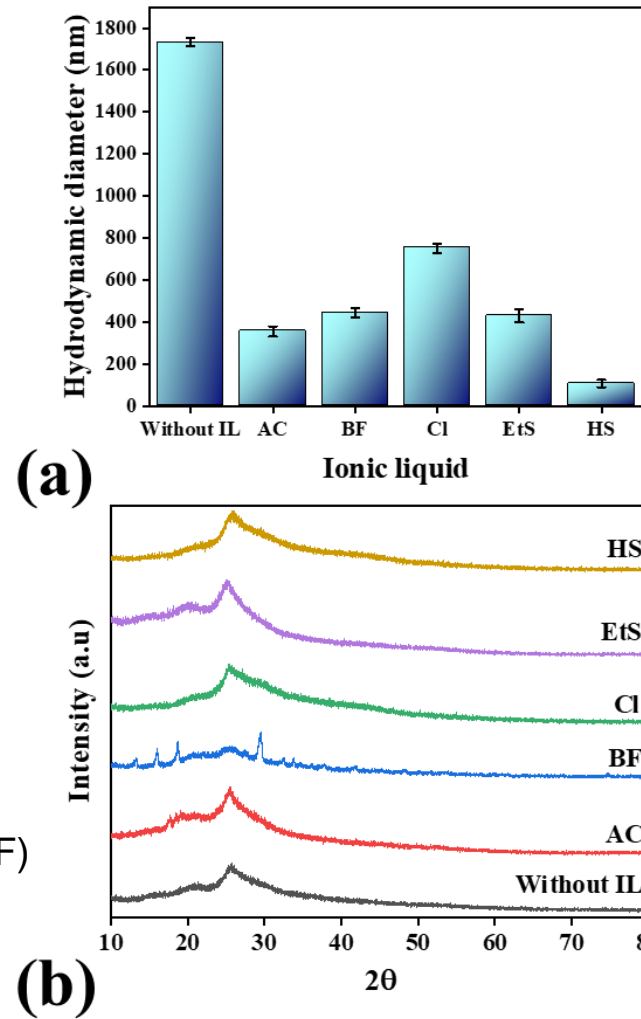 Hydrodynamic diameter (nm)
1800
1600
1400
1200
1000
800
600
400
200
0
Without IL AC BF Cl EtS HS
Ionic liquid
(a)
Intensity (a.u)
HS
EtS
Cl
BF
AC
Without IL
F)
10 20 30 40 50 60 70 8
2θ
(b)